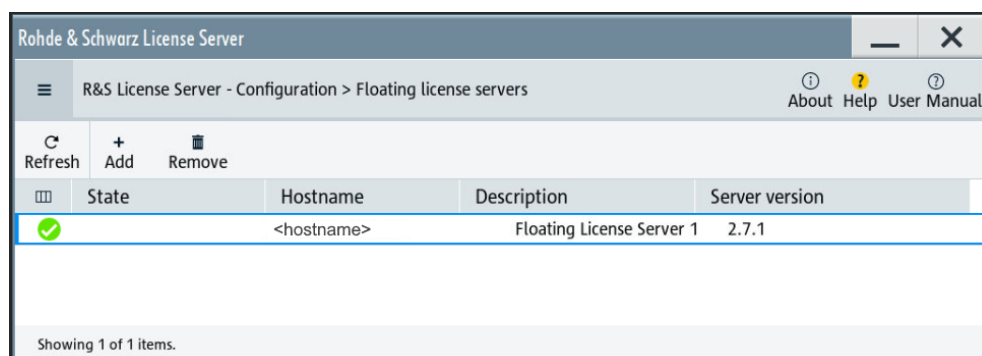 Rohde & Schwarz License Server
R&S License Server - Configuration > Floating license servers
About Help User Manual
Refresh Add Remove
State Hostname Description Server version
<hostname> Floating License Server 1 2.7.1
Showing 1 of 1 items.